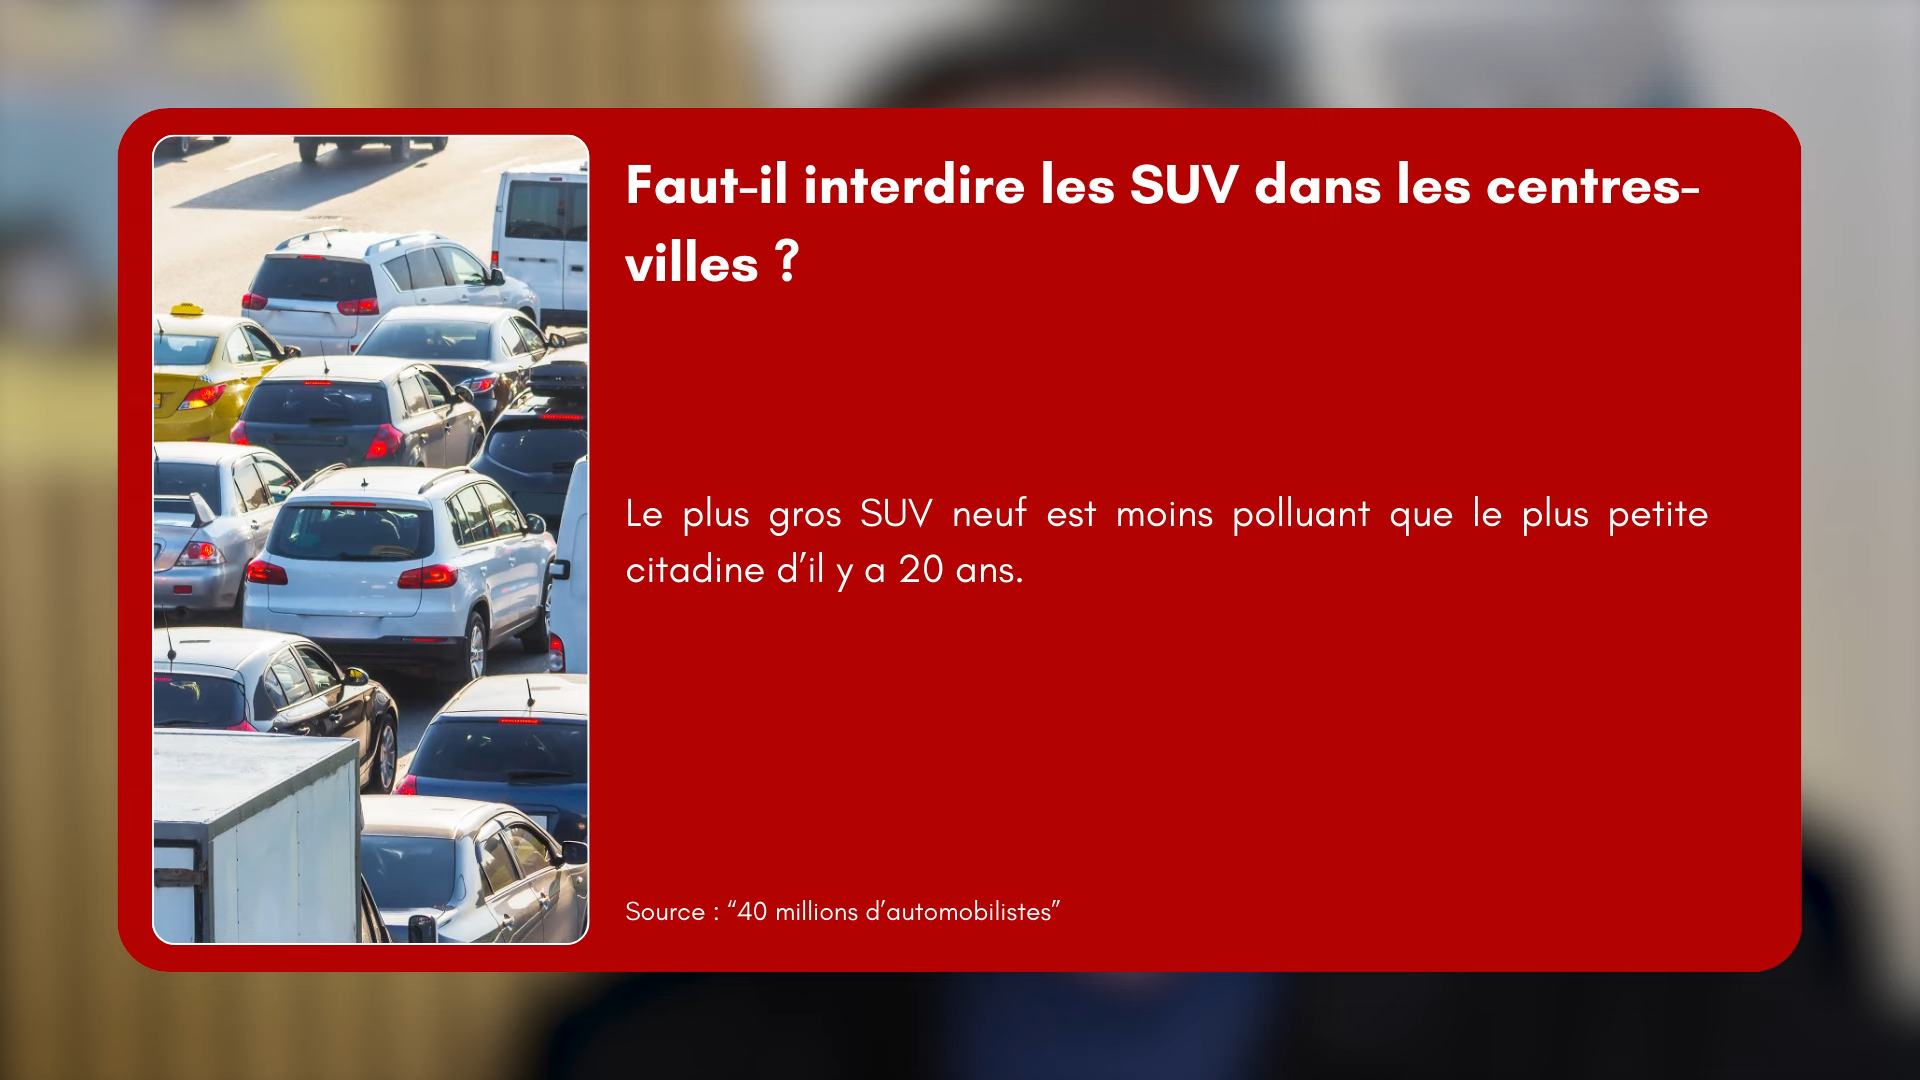 Faut-il interdire les SUV dans les centres-
villes ?
Le plus gros SUV neuf est moins polluant que le plus petite
citadine d’il y a 20 ans.
Source : “40 millions d’automobilistes”